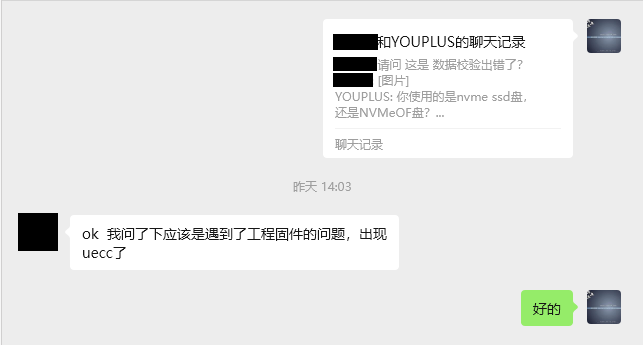 和YOUPLUS的聊天记录
请问 这是 数据校验出错了？
[图片]
YOUPLUS: 你使用的是nvme ssd盘，
还是NVMeOF盘？...
聊天记录
昨天 14:03
ok  我问了下应该是遇到了工程固件的问题，出现
uecc了
好的